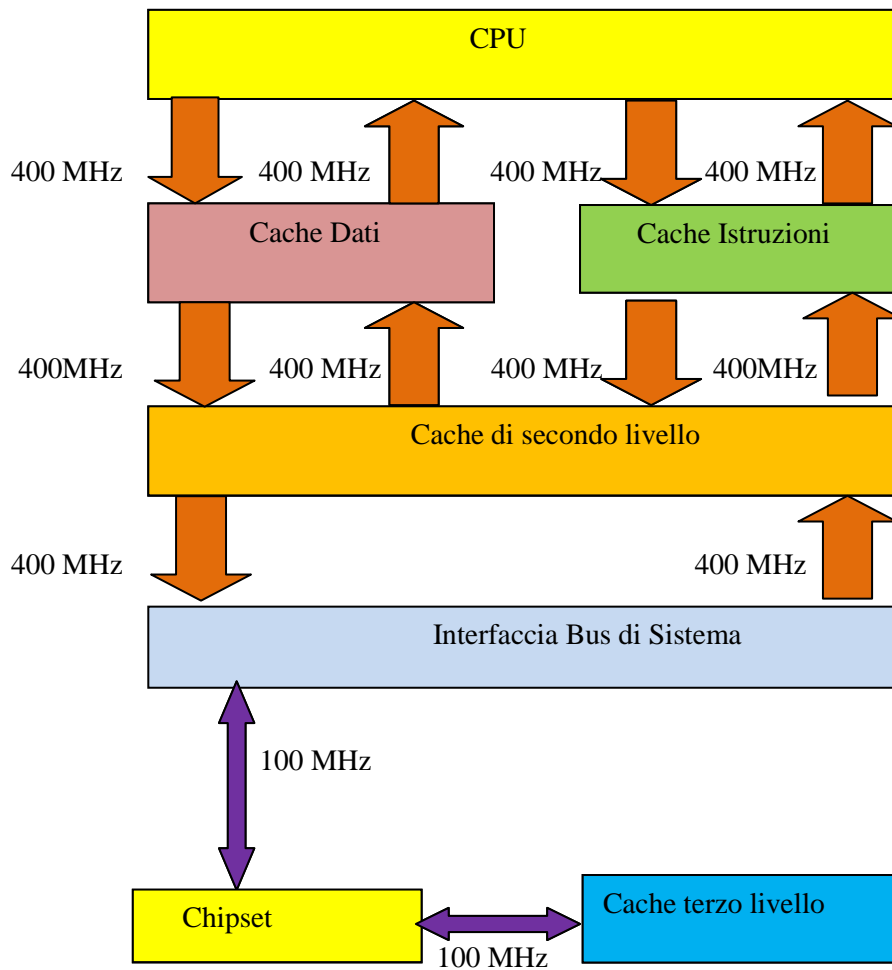 CPU
400 MHz
400 MHz
400 MHz
400 MHz
Cache Dati
Cache Istruzioni
400MHz
400 MHz
400 MHz
400MHz
Cache di secondo livello
400 MHz
400 MHz
Interfaccia Bus di Sistema
100 MHz
Chipset
Cache terzo livello
100 MHz